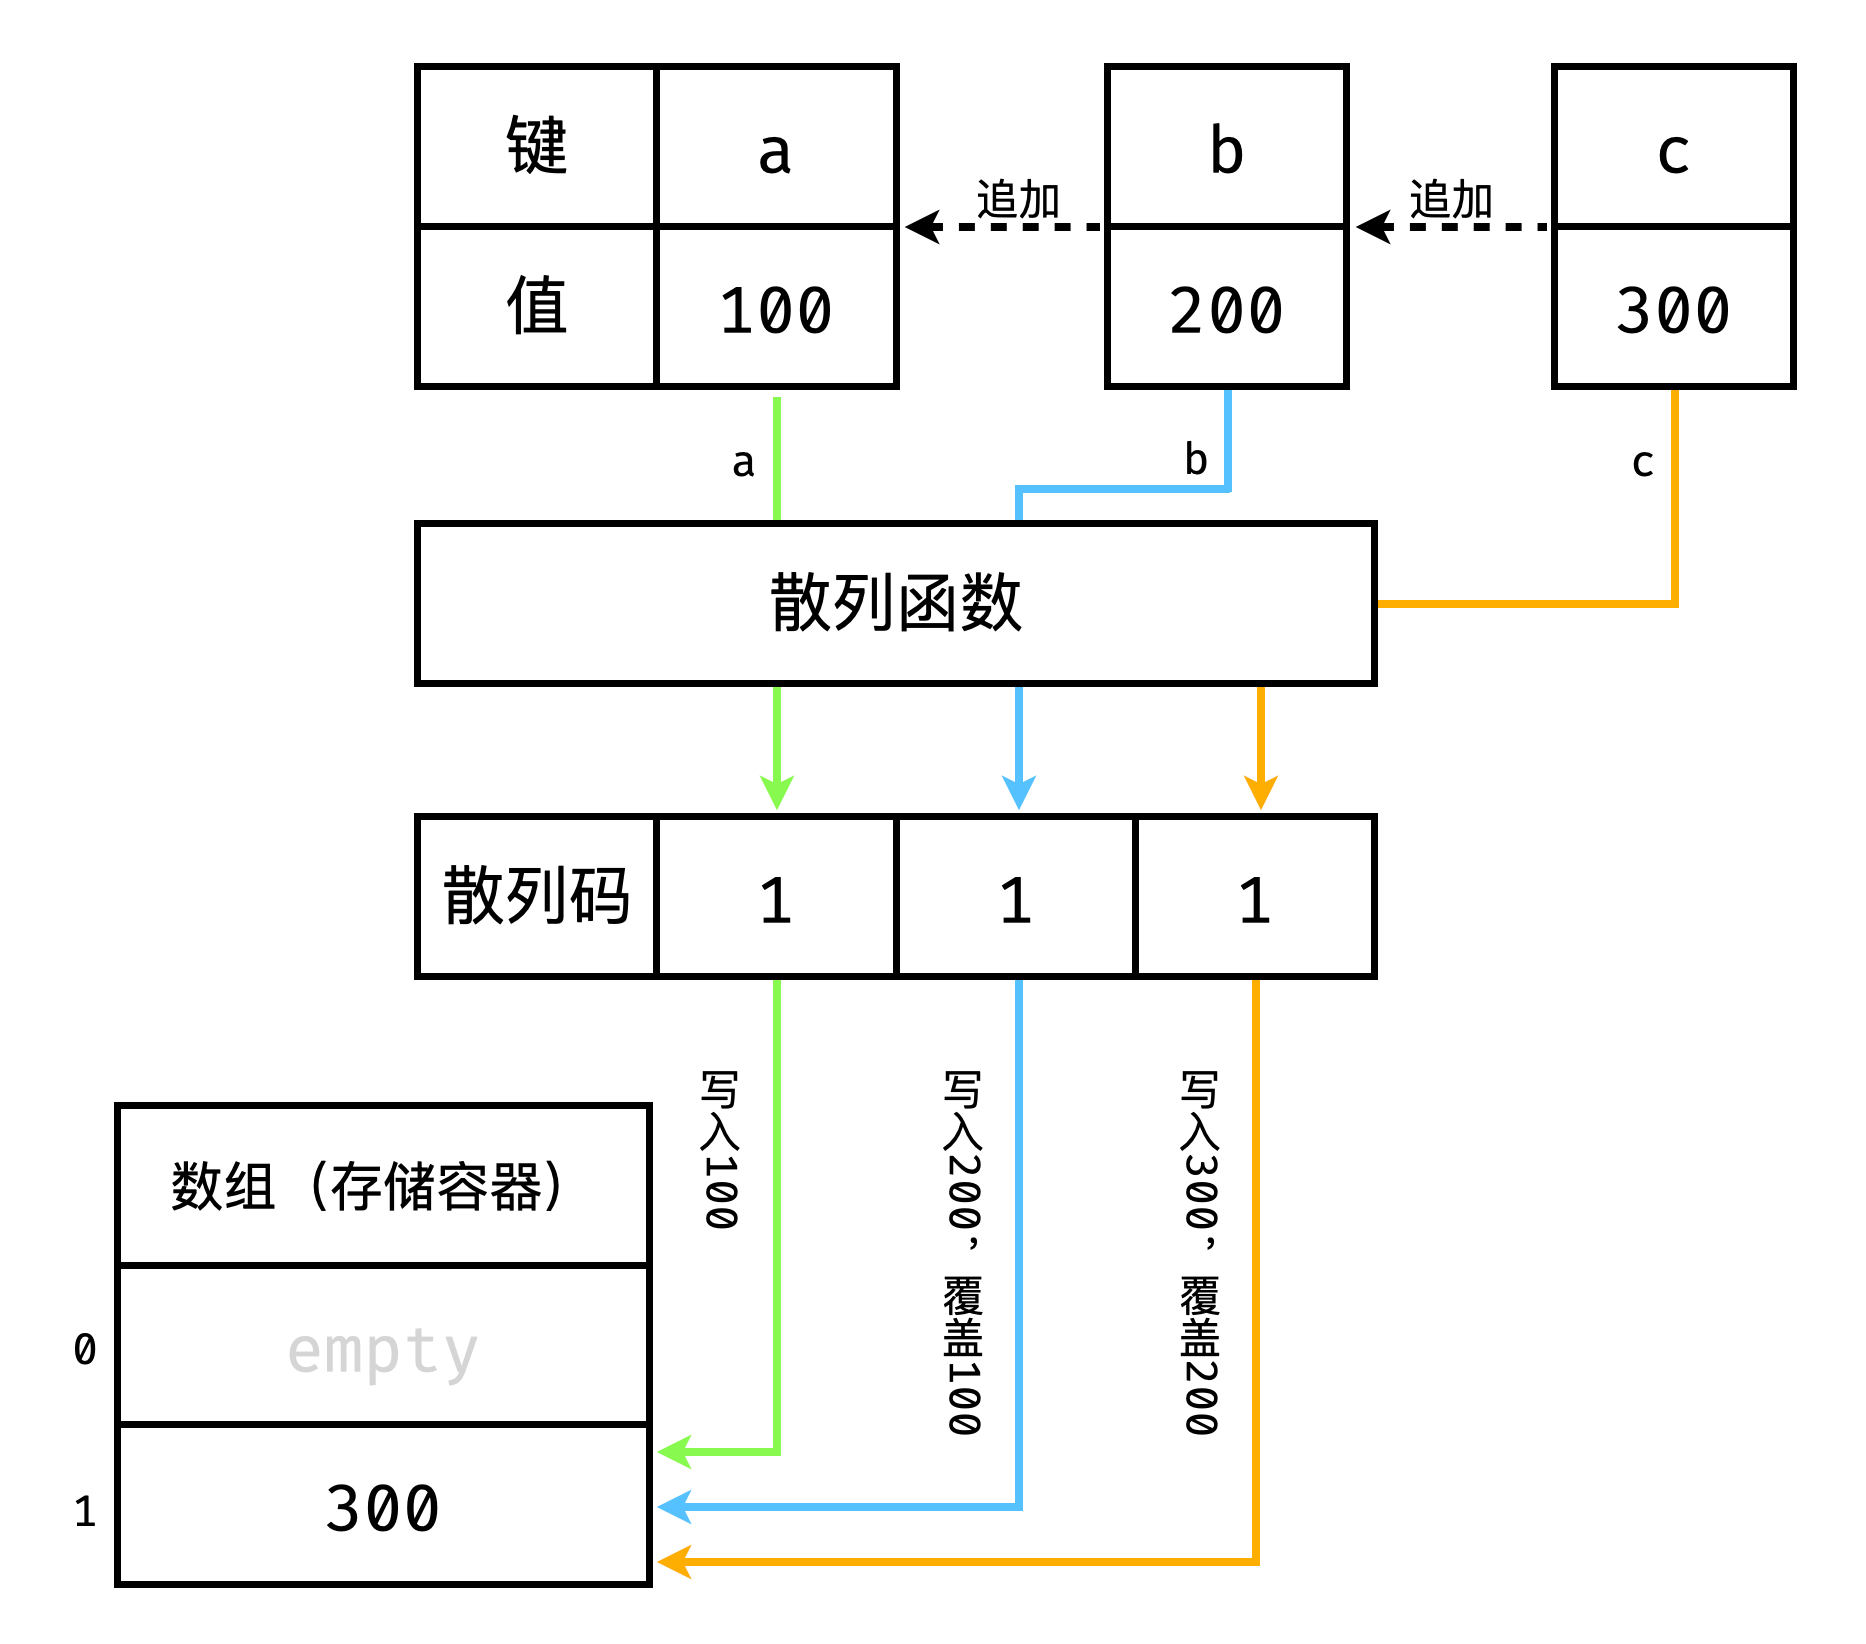 键 a b c
追加 追加
值 100 200 300
a b c
散列函数
散列码 1 1 1
写入100
写入200，覆盖100
写入300，覆盖200
数组（存储容器）
0 empty
1 300